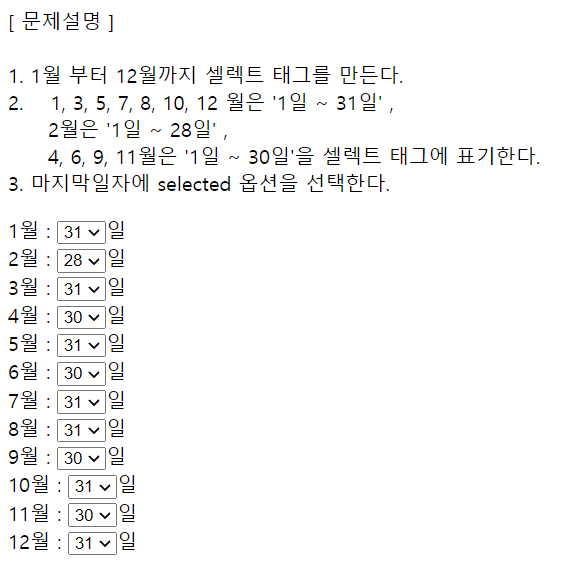 [ 문제설명 ]
1. 1월 부터 12월까지 셀렉트 태그를 만든다.
2. 1, 3, 5, 7, 8, 10, 12 월은 '1일 ~ 31일' ,
2월은 '1일 ~ 28일' ,
4, 6, 9, 11월은 '1일 ~ 30일'을 셀렉트 태그에 표기한다.
3. 마지막일자에 selected 옵션을 선택한다.
1월 : 31 일
2월 : 28 일
3월 : 31 일
4월 : 30 일
5월 : 31 일
6월 : 30 일
7월 : 31 일
8월 : 31 일
9월 : 30 일
10월 : 31 일
11월 : 30 일
12월 : 31 일